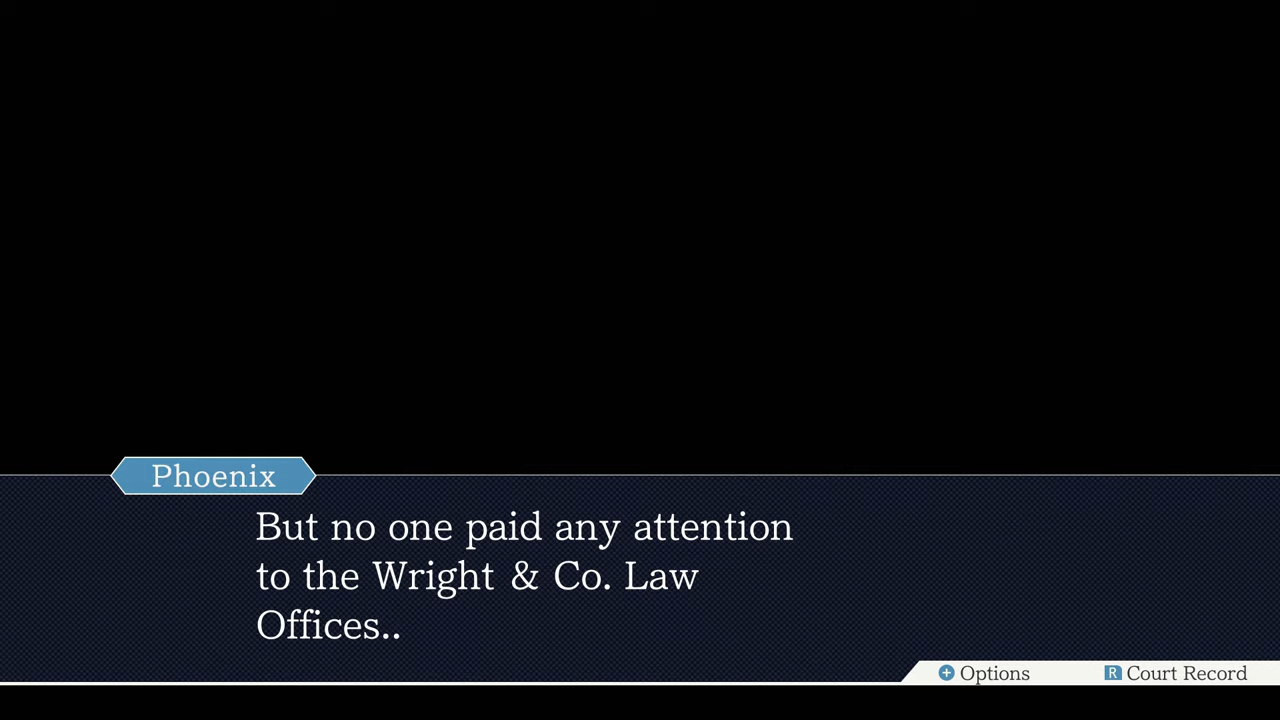 Phoenix
But no one paid any attention
to the Wright & Co. Law
Offices..
+ Options
R Court Record